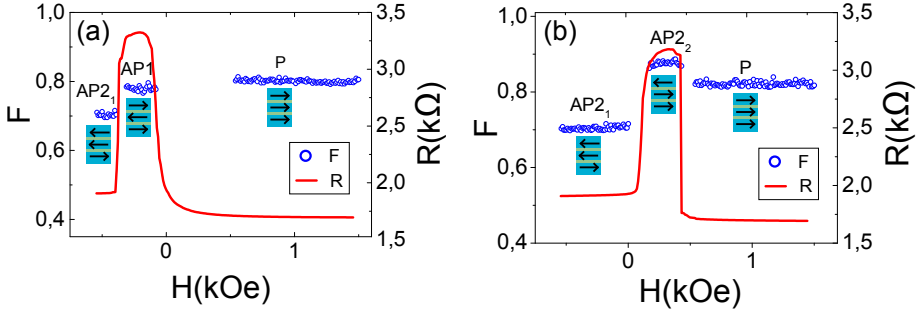 (a)
1,0
0,8
0,6
0,4
F
AP2₁
AP1
P
F
R
3,5
3,0
2,5
2,0
1,5
R(kΩ)
0
1
H(kOe)
(b)
1,0
0,8
0,6
0,4
F
AP2₁
AP2₂
P
F
R
3,5
3,0
2,5
2,0
1,5
R(kΩ)
0
1
H(kOe)